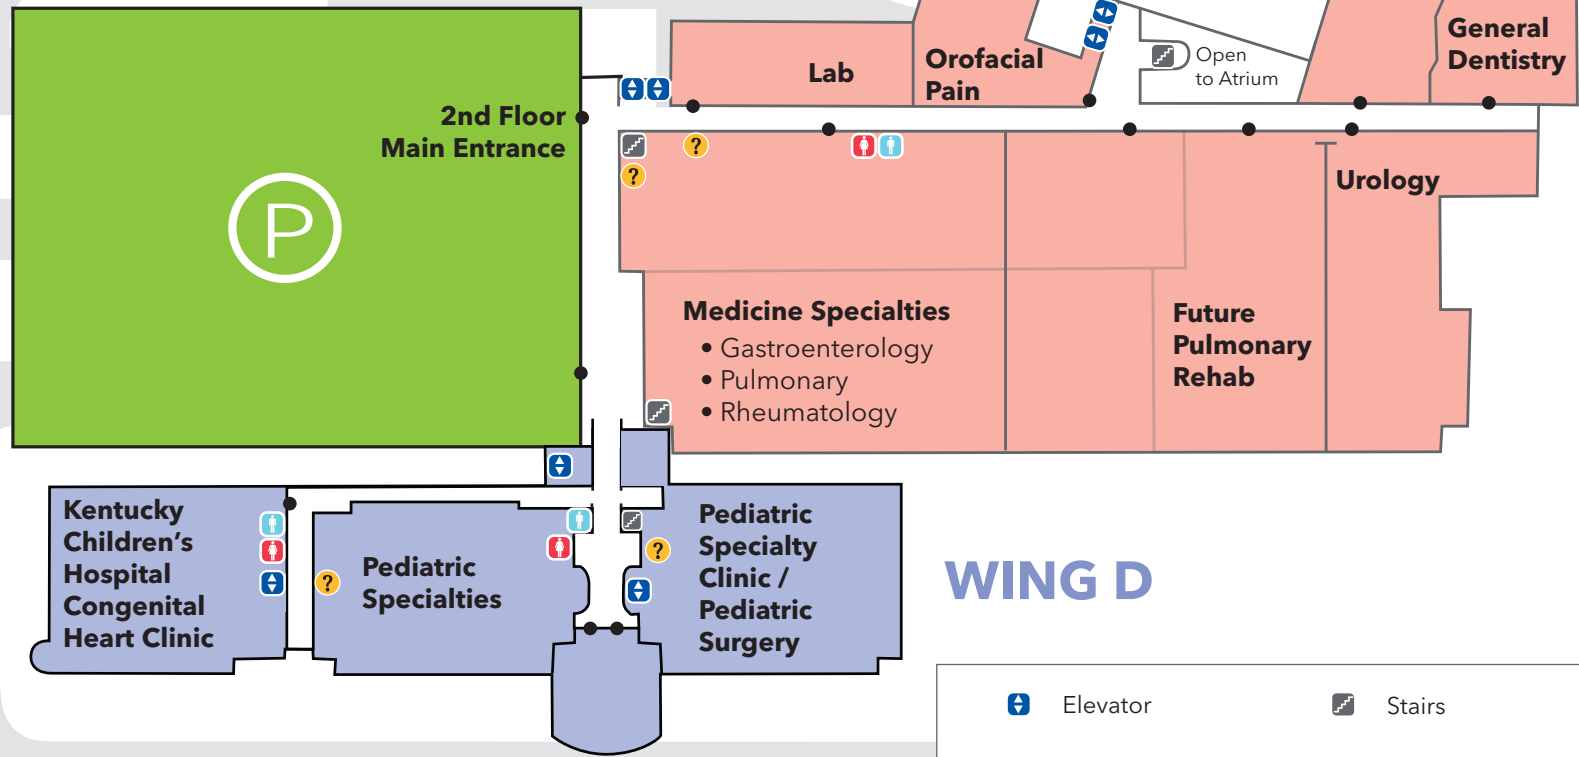 Lab
Orofacial
Pain
Open
to Atrium
General
Dentistry
2nd Floor
Main Entrance
P
?
?
Urology
Medicine Specialties
• Gastroenterology
• Pulmonary
• Rheumatology
Future
Pulmonary
Rehab
Kentucky
Children's
Hospital
Congenital
Heart Clinic
?
Pediatric
Specialties
?
Pediatric
Specialty
Clinic /
Pediatric
Surgery
WING D
Elevator
Stairs